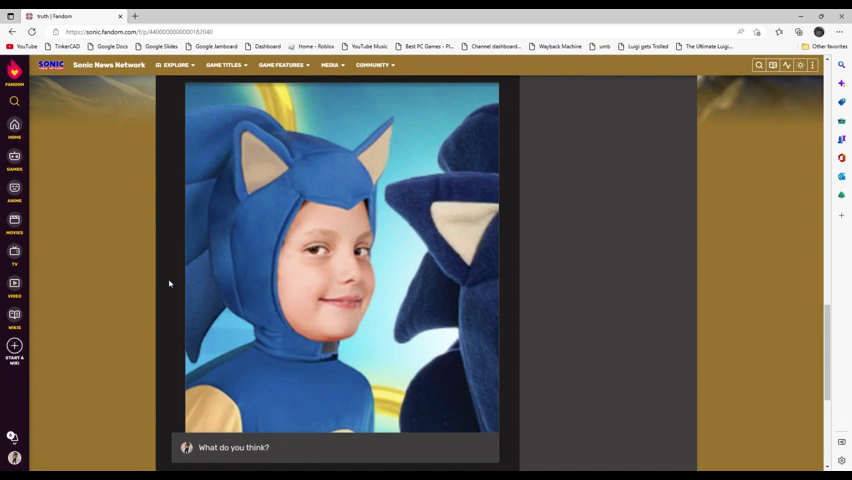 truth | Fandom
https://sonic.fandom.com/f/p/4400000000000182040
YouTube TinkerCAD Google Docs Google Slides Google Jamboard Dashboard Home - Roblox YouTube Music Best PC Games - Pl... Channel dashboard... Wayback Machine umb Luigi gets Trolled The Ultimate Luigi... Other favorites
FANDOM
SONIC Sonic News Network EXPLORE GAME TITLES GAME FEATURES MEDIA COMMUNITY
HOME
GAMES
ANIME
MOVIES
TV
VIDEO
WIKIS
START A
WIKI
What do you think?